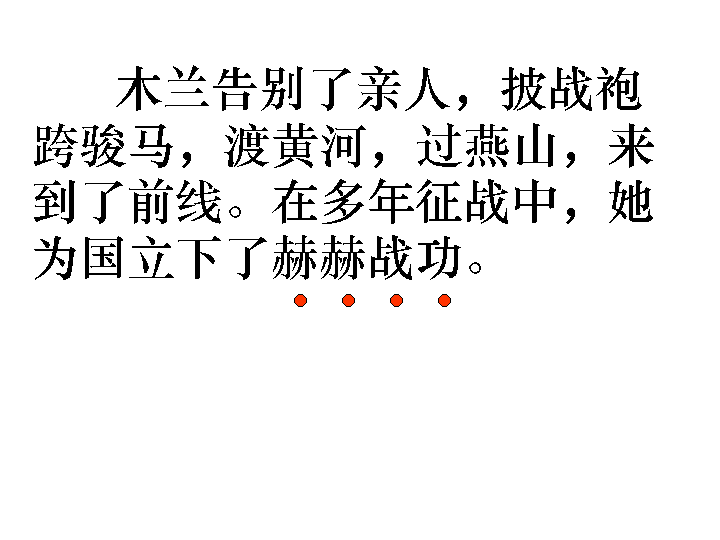 木兰告别了亲人，披战袍
跨骏马，渡黄河，过燕山，来
到了前线。在多年征战中，她
为国立下了赫赫战功。